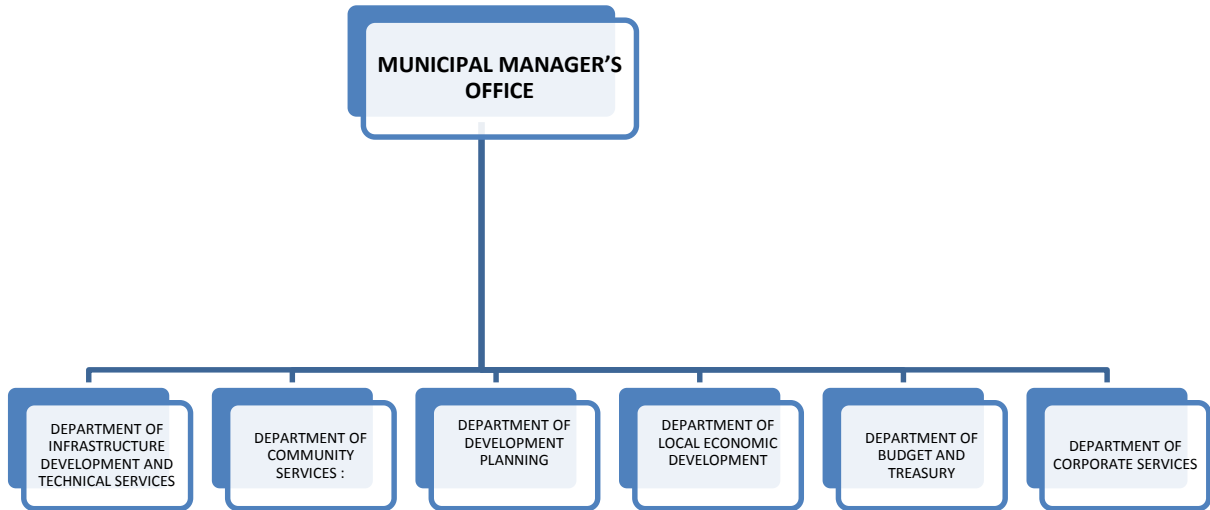 MUNICIPAL MANAGER’S
OFFICE
DEPARTMENT OF
INFRASTRUCTURE
DEVELOPMENT AND
TECHNICAL SERVICES
DEPARTMENT OF
COMMUNITY
SERVICES :
DEPARTMENT OF
DEVELOPMENT
PLANNING
DEPARTMENT OF
LOCAL ECONOMIC
DEVELOPMENT
DEPARTMENT OF
BUDGET AND
TREASURY
DEPARTMENT OF
CORPORATE SERVICES